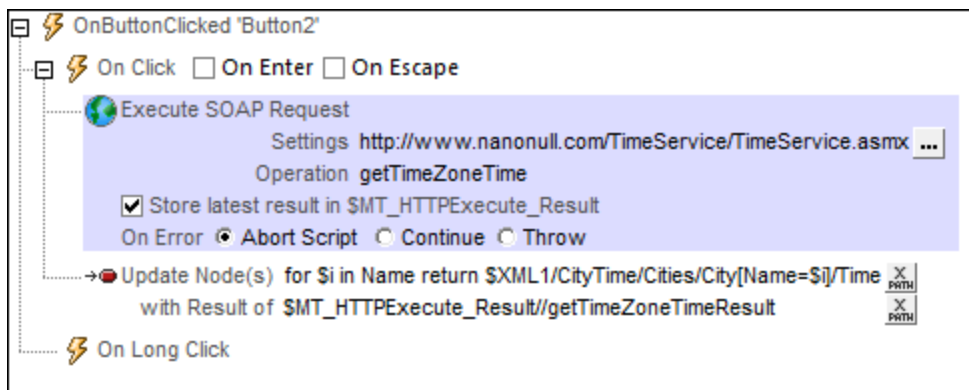 OnButtonClicked 'Button2'
On Click On Enter On Escape
Execute SOAP Request
Settings http://www.nanonull.com/TimeService/TimeService.asmx ...
Operation getTimeZoneTime
Store latest result in $MT_HTTPExecute_Result
On Error Abort Script Continue Throw
Update Node(s) for $i in Name return $XML1/CityTime/Cities/City[Name=$i]/Time X PATH
with Result of $MT_HTTPExecute_Result//getTimeZoneTimeResult X PATH
On Long Click